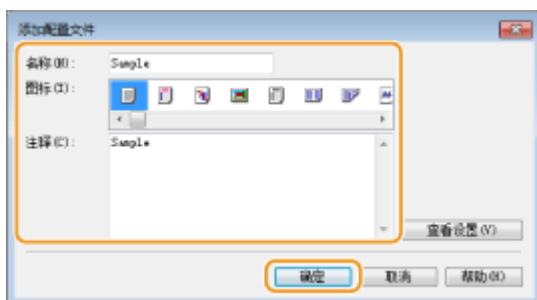 添加配置文件
名称(N): Sample
图标(I):
注释(C): Sample
查看设置(V)
确定 取消 帮助(H)